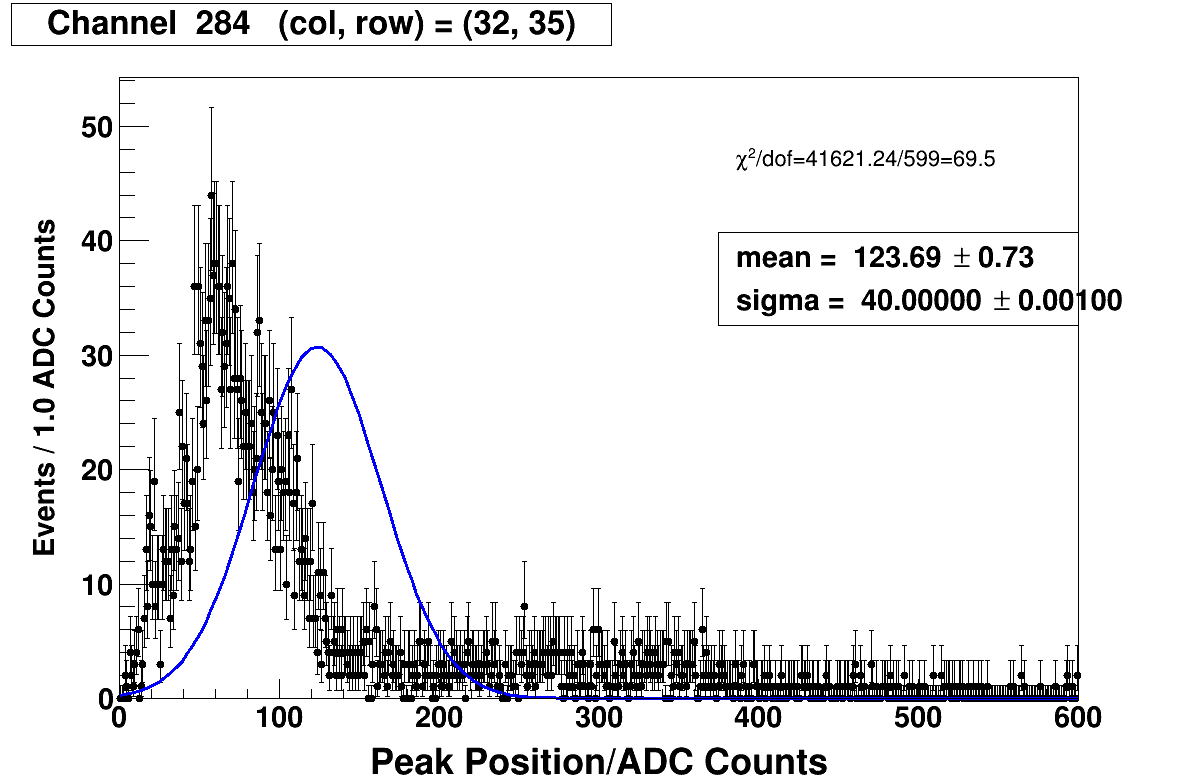 Channel 284 (col, row) = (32, 35)
χ²/dof=41621.24/599=69.5
mean = 123.69 ± 0.73
sigma = 40.00000 ± 0.00100
Events / 1.0 ADC Counts
50
40
30
20
10
0
0 100 200 300 400 500 600
Peak Position/ADC Counts